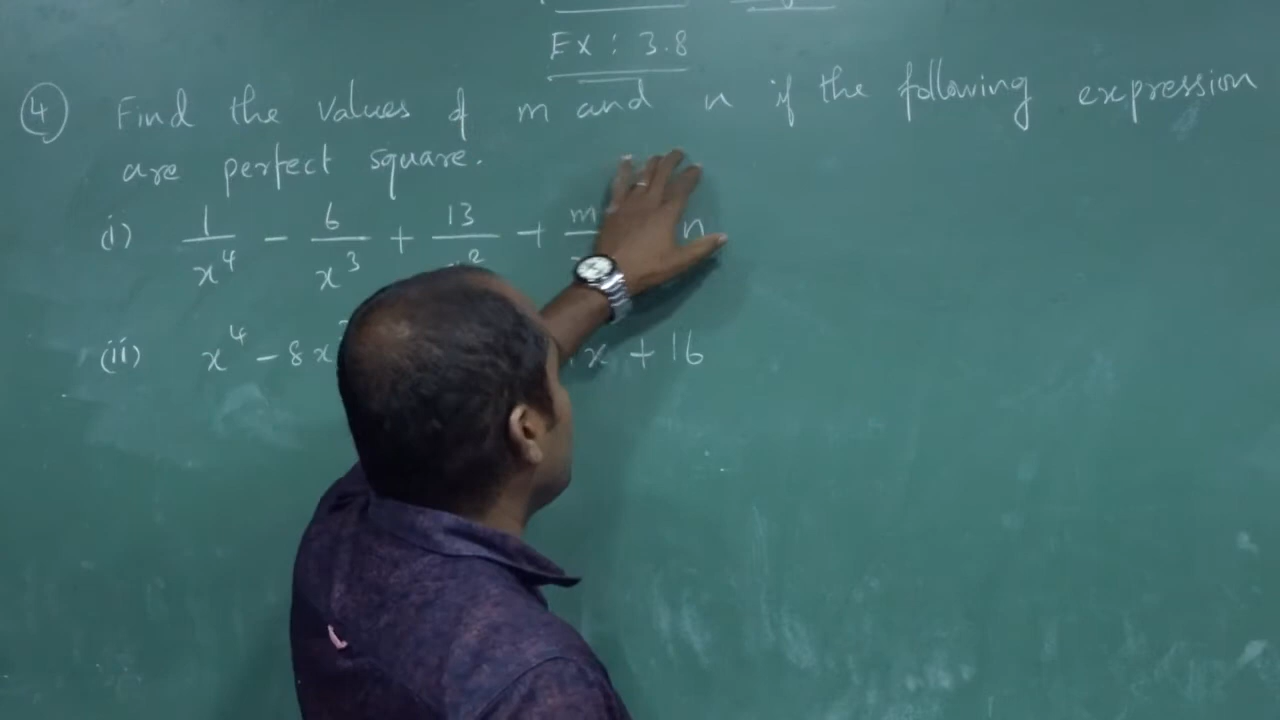 Ex : 3.8
④ Find the values of m and n if the following expression
are perfect square.
(i) 1/x⁴ - 6/x³ + 13/x² + m n
(ii) x⁴ - 8x x + 16